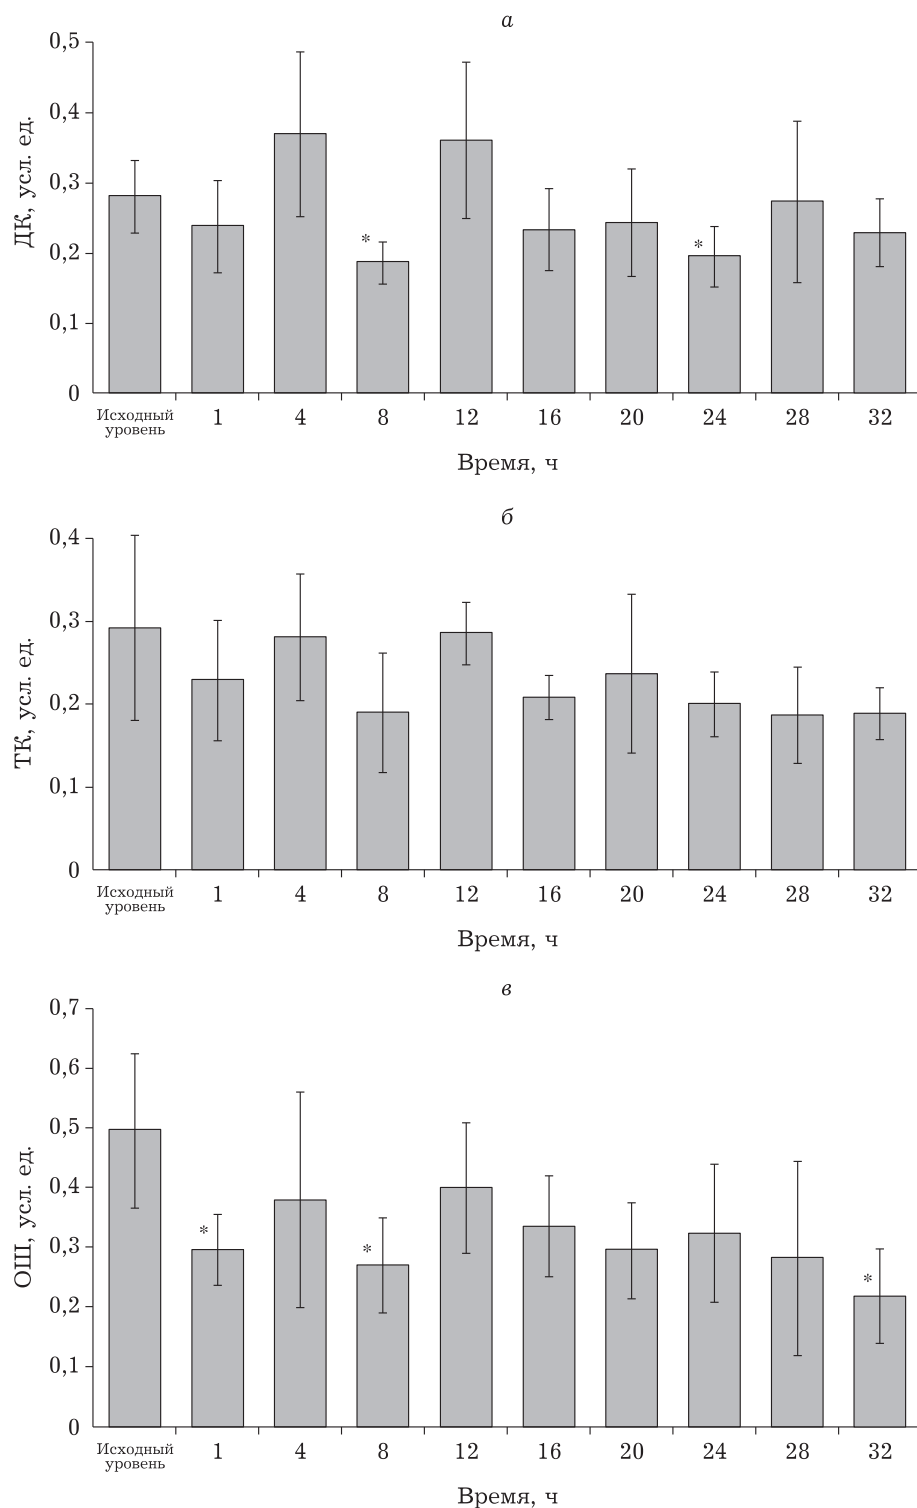 а
ДК, усл. ед.
0,5
0,4
0,3
0,2
0,1
0
*
*
Исходный
уровень
1 4 8 12 16 20 24 28 32
Время, ч
б
ТК, усл. ед.
0,4
0,3
0,2
0,1
0
Исходный
уровень
1 4 8 12 16 20 24 28 32
Время, ч
в
ОШ, усл. ед.
0,7
0,6
0,5
0,4
0,3
0,2
0,1
0
*
*
*
Исходный
уровень
1 4 8 12 16 20 24 28 32
Время, ч